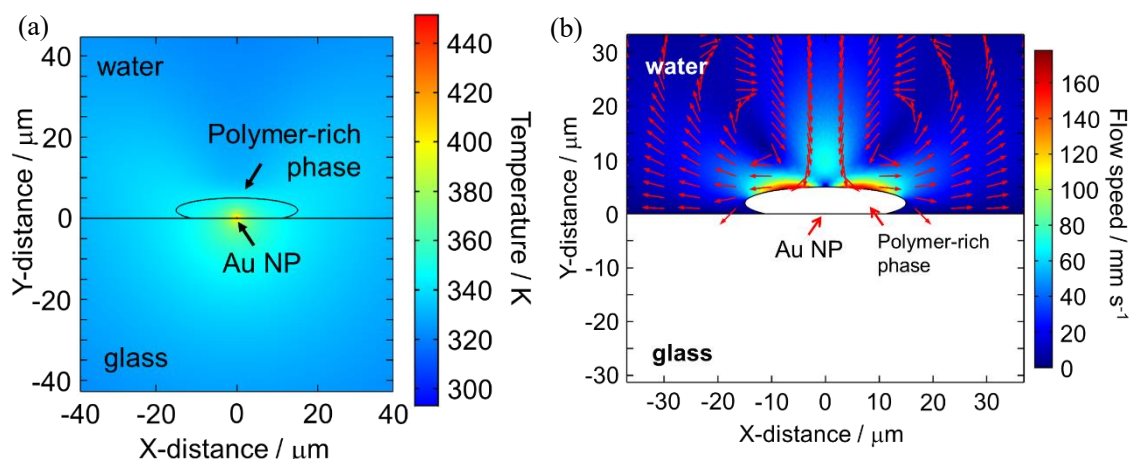 (a)
water
Polymer-rich
phase
Au NP
glass
40
20
0
-20
-40
Y-distance / μm
-40
-20
0
20
40
X-distance / μm
440
420
400
380
360
340
320
300
Temperature / K
(b)
water
Au NP
Polymer-rich
phase
glass
30
20
10
0
-10
-20
-30
Y-distance / μm
-30
-20
-10
0
10
20
30
X-distance / μm
160
140
120
100
80
60
40
20
0
Flow speed / mm s⁻¹